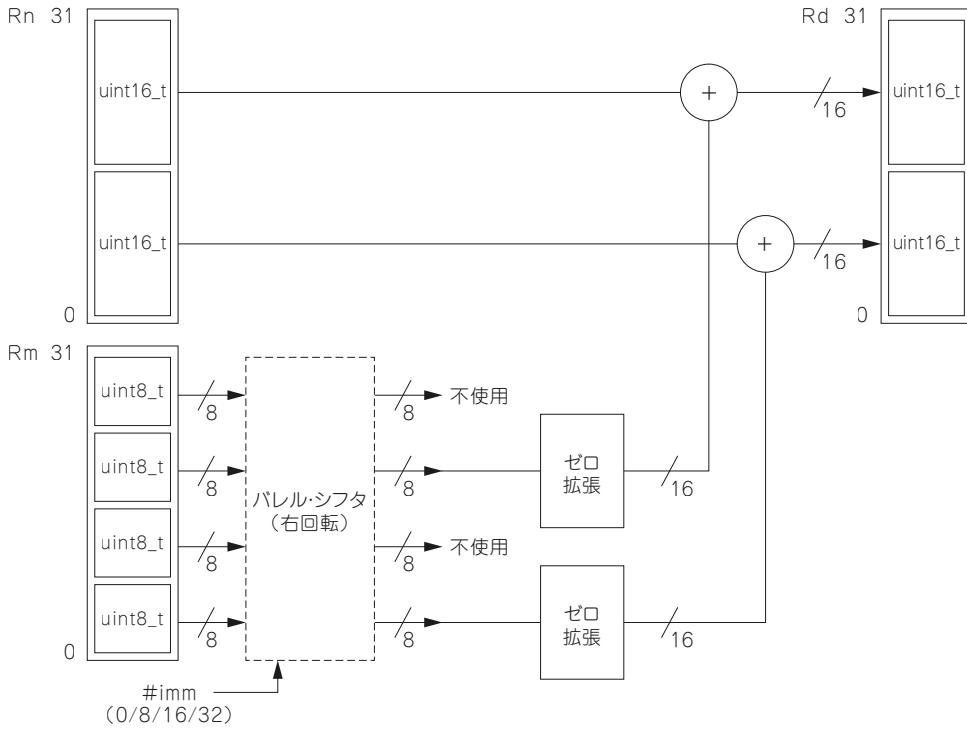 Rn 31
Rd 31
uint16_t
+
16
uint16_t
uint16_t
+
16
uint16_t
0
0
Rm 31
uint8_t
8
8
不使用
uint8_t
8
8
ゼロ
拡張
16
バレル・シフタ
（右回転）
uint8_t
8
8
不使用
uint8_t
8
8
ゼロ
拡張
16
0
#imm
（0/8/16/32）